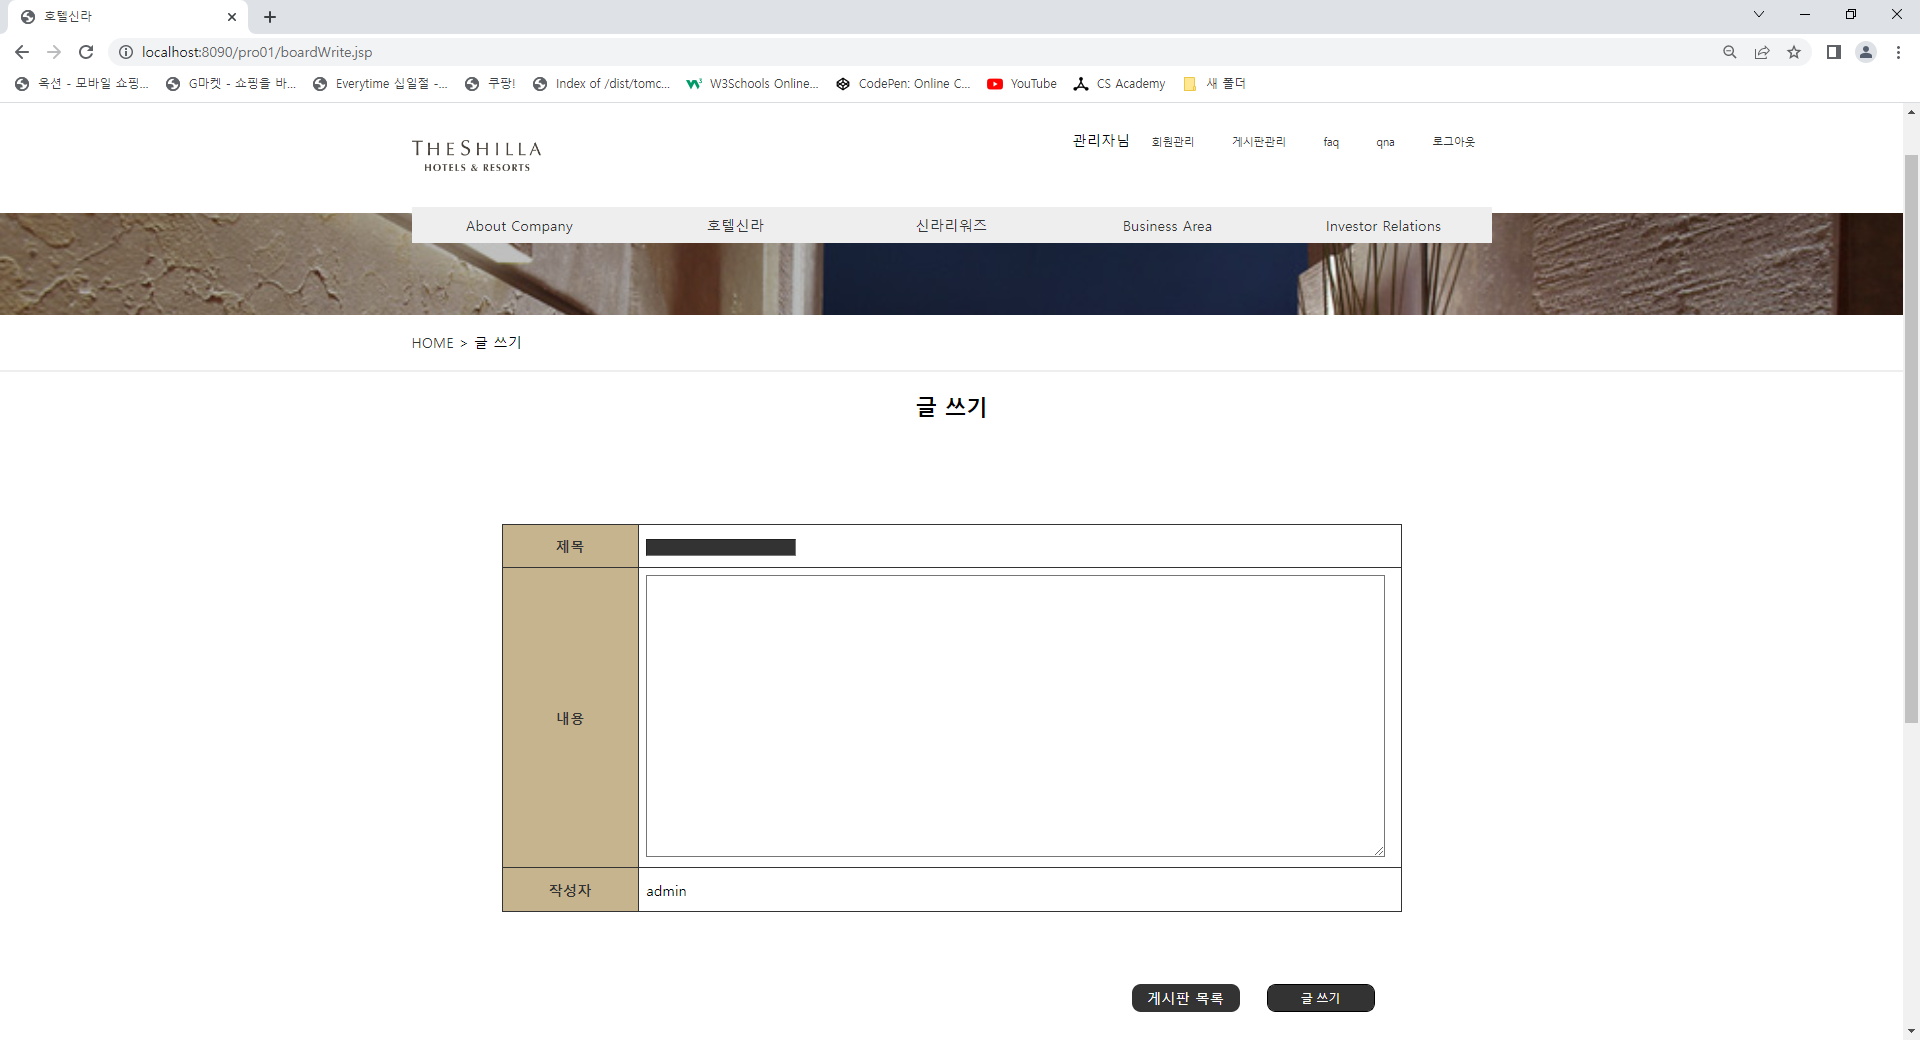 호텔신라
localhost:8090/pro01/boardWrite.jsp
옥션 - 모바일 쇼핑... G마켓 - 쇼핑을 바... Everytime 십일절 -... 쿠팡! Index of /dist/tomc... W3Schools Online... CodePen: Online C... YouTube CS Academy 새 폴더
THE SHILLA
HOTELS & RESORTS
관리자님 회원관리 게시판관리 faq qna 로그아웃
About Company 호텔신라 신라리워즈 Business Area Investor Relations
HOME > 글 쓰기
글 쓰기
제목
내용
작성자 admin
게시판 목록 글 쓰기